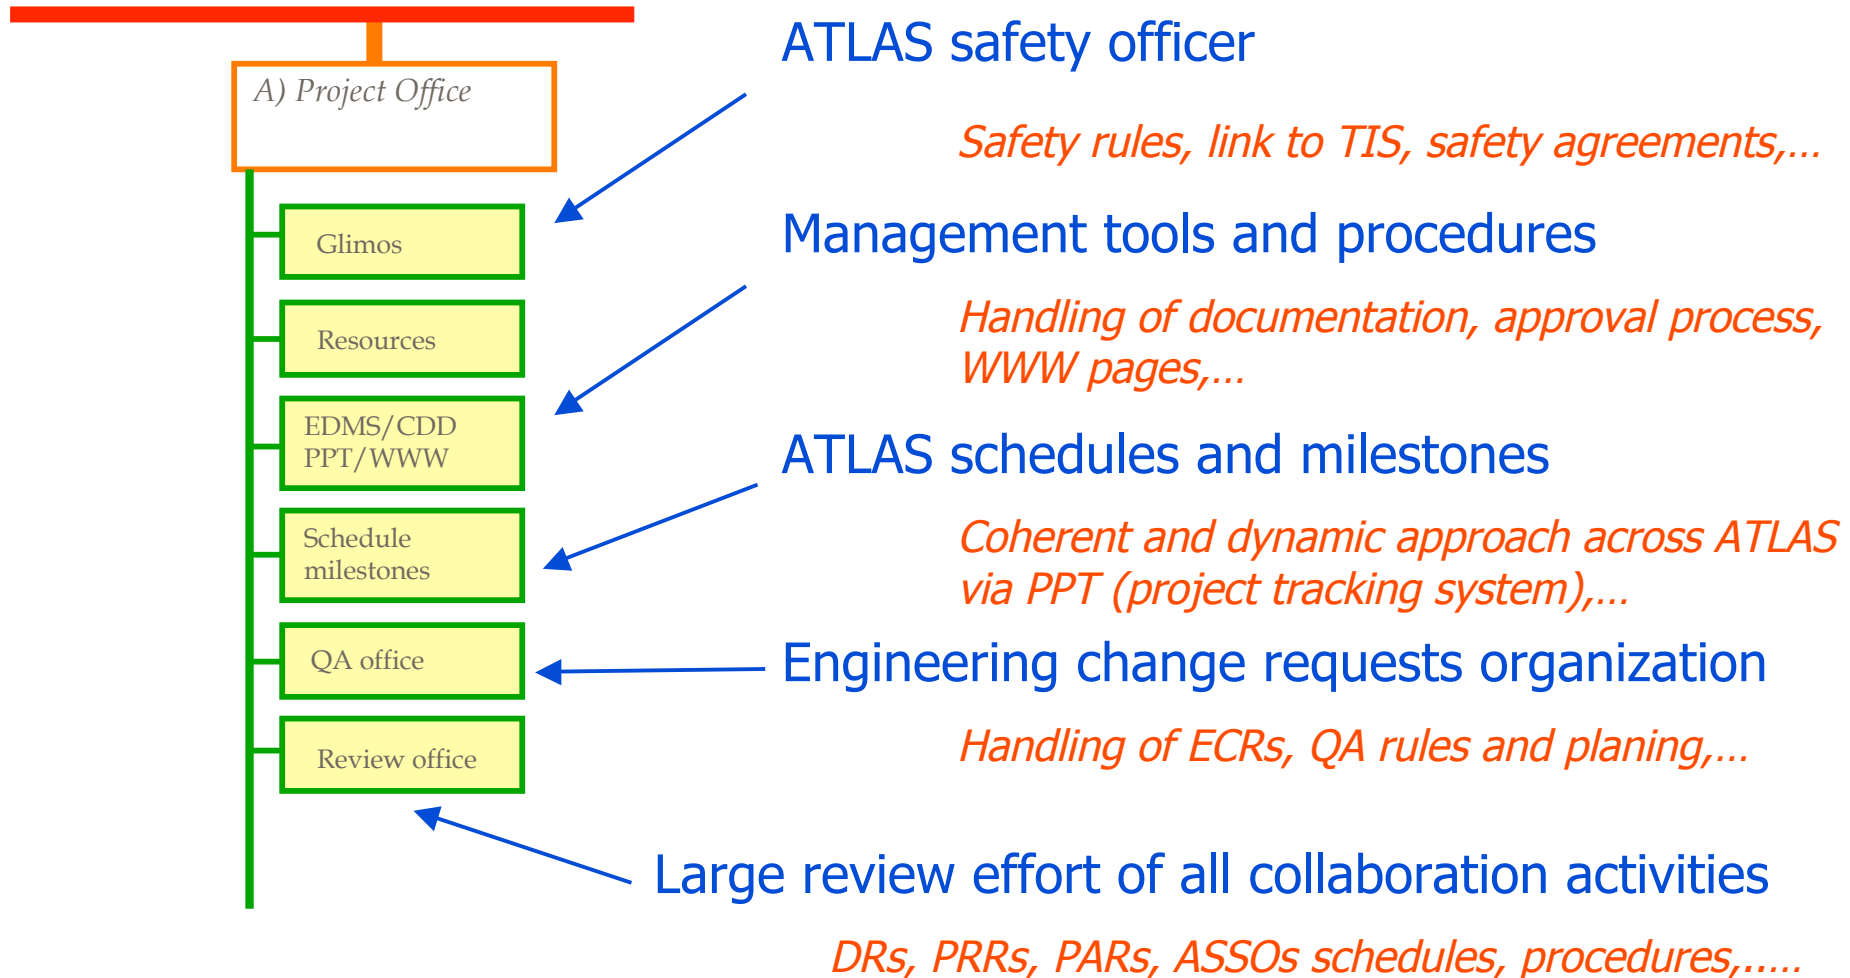 ATLAS safety officer
A) Project Office
Safety rules, link to TIS, safety agreements,...
Glimos
Management tools and procedures
Resources
Handling of documentation, approval process,
WWW pages,...
EDMS/CDD
PPT/WWW
ATLAS schedules and milestones
Schedule
milestones
Coherent and dynamic approach across ATLAS
via PPT (project tracking system),...
QA office
Engineering change requests organization
Review office
Handling of ECRs, QA rules and planing,...
Large review effort of all collaboration activities
DRs, PRRs, PARs, ASSOs schedules, procedures,.....